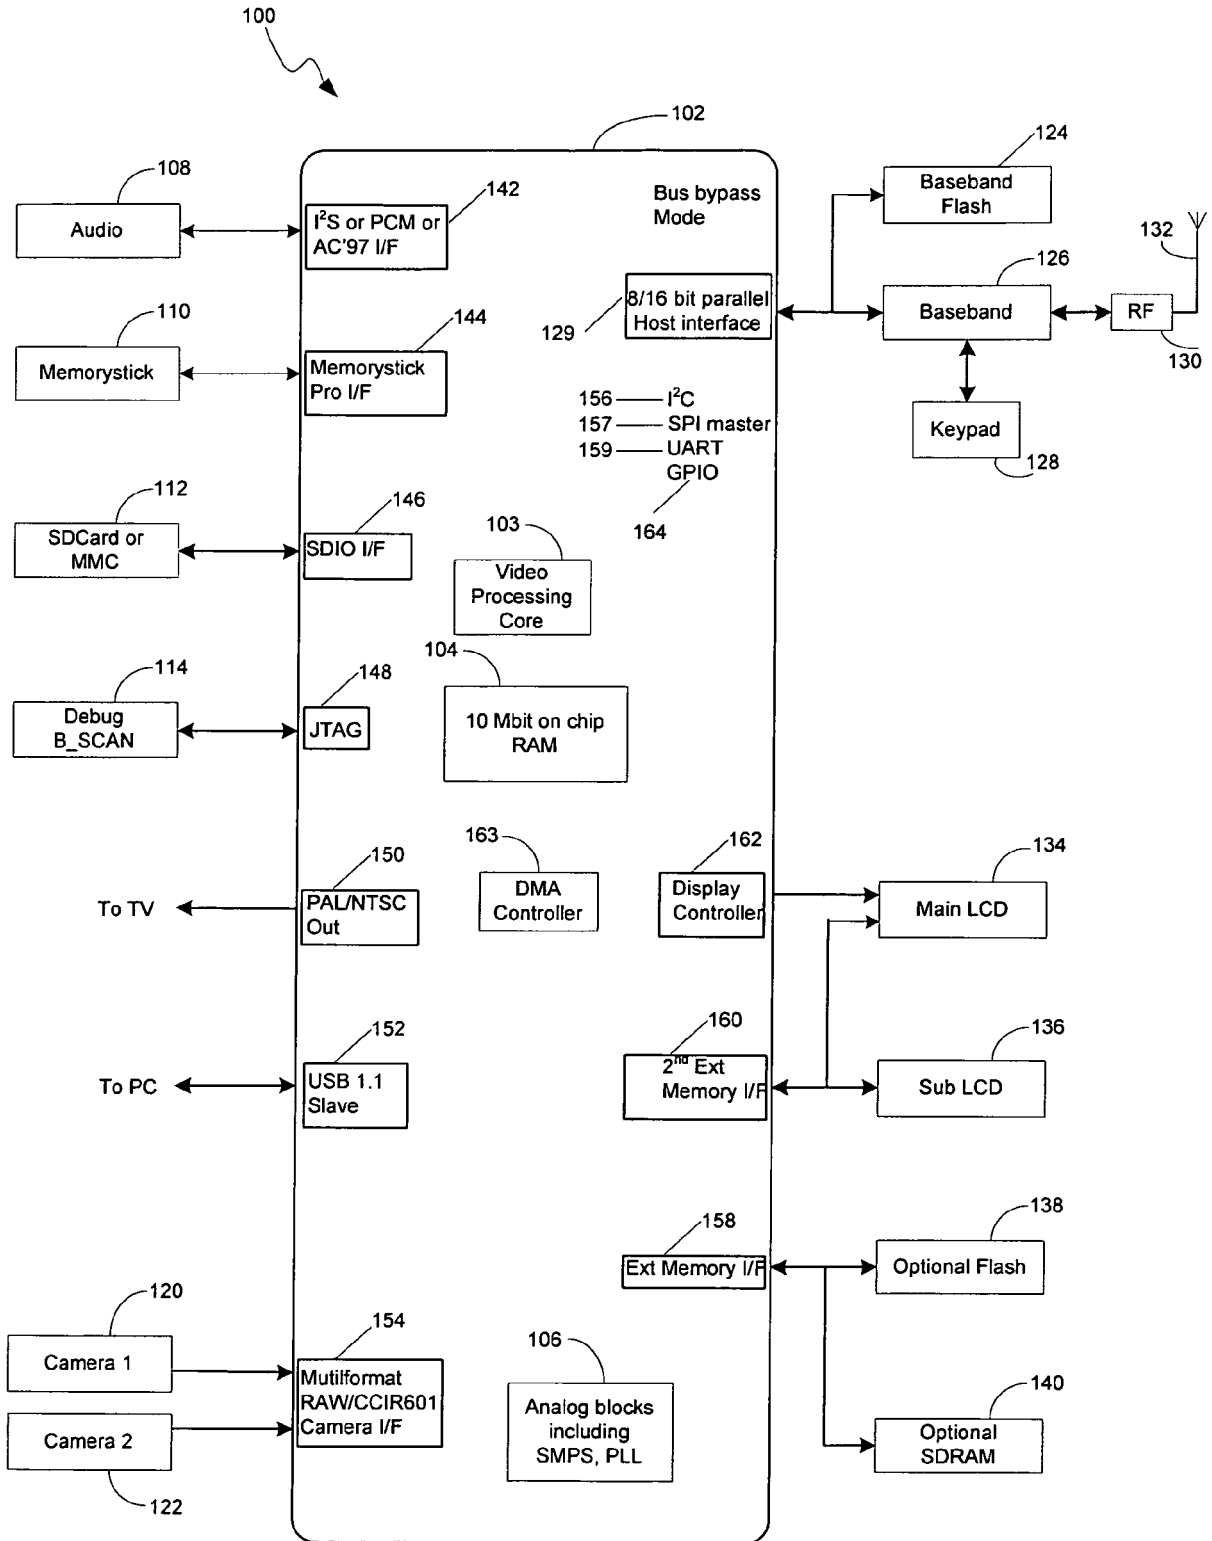 100
102
108
Audio
142
I²S or PCM or
AC'97 I/F
Bus bypass
Mode
124
Baseband
Flash
132
126
Baseband
RF
130
129
8/16 bit parallel
Host interface
110
Memorystick
144
Memorystick
Pro I/F
156 I²C
157 SPI master
159 UART
GPIO
164
Keypad
128
112
SDCard or
MMC
146
SDIO I/F
103
Video
Processing
Core
114
Debug
B_SCAN
148
JTAG
104
10 Mbit on chip
RAM
To TV
150
PAL/NTSC
Out
163
DMA
Controller
162
Display
Controller
134
Main LCD
To PC
152
USB 1.1
Slave
160
2nd Ext
Memory I/F
136
Sub LCD
158
Ext Memory I/F
138
Optional Flash
120
Camera 1
154
Mutilformat
RAW/CCIR601
Camera I/F
Camera 2
122
106
Analog blocks
including
SMPS, PLL
140
Optional
SDRAM